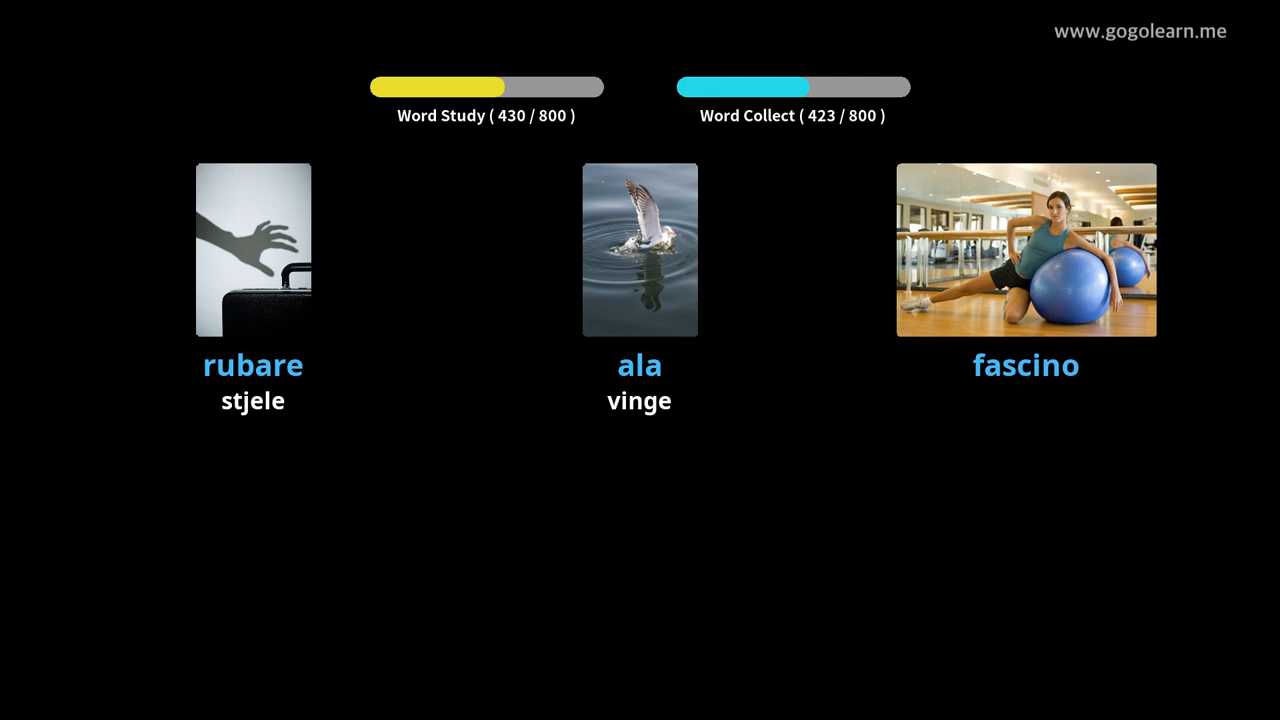 www.gogolearn.me
Word Study ( 430 / 800 )
Word Collect ( 423 / 800 )
rubare
stjele
ala
vinge
fascino